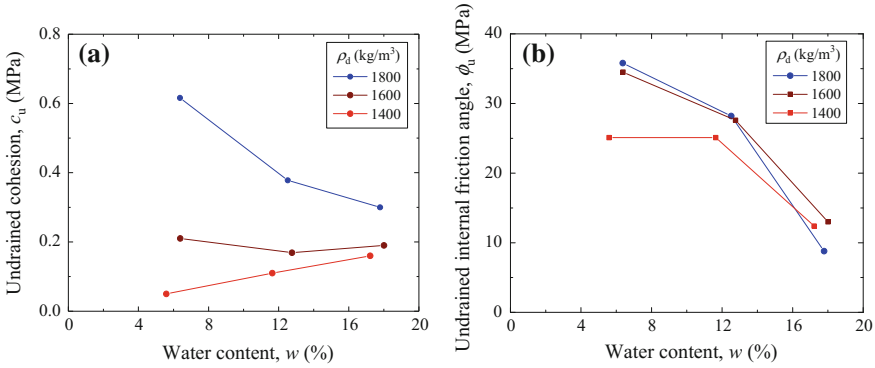 (a)
ρd (kg/m³)
1800
1600
1400
Undrained cohesion, cu (MPa)
0.8
0.6
0.4
0.2
0.0
0 4 8 12 16 20
Water content, w (%)
(b)
ρd (kg/m³)
1800
1600
1400
Undrained internal friction angle, ϕu (MPa)
40
30
20
10
0
0 4 8 12 16 20
Water content, w (%)